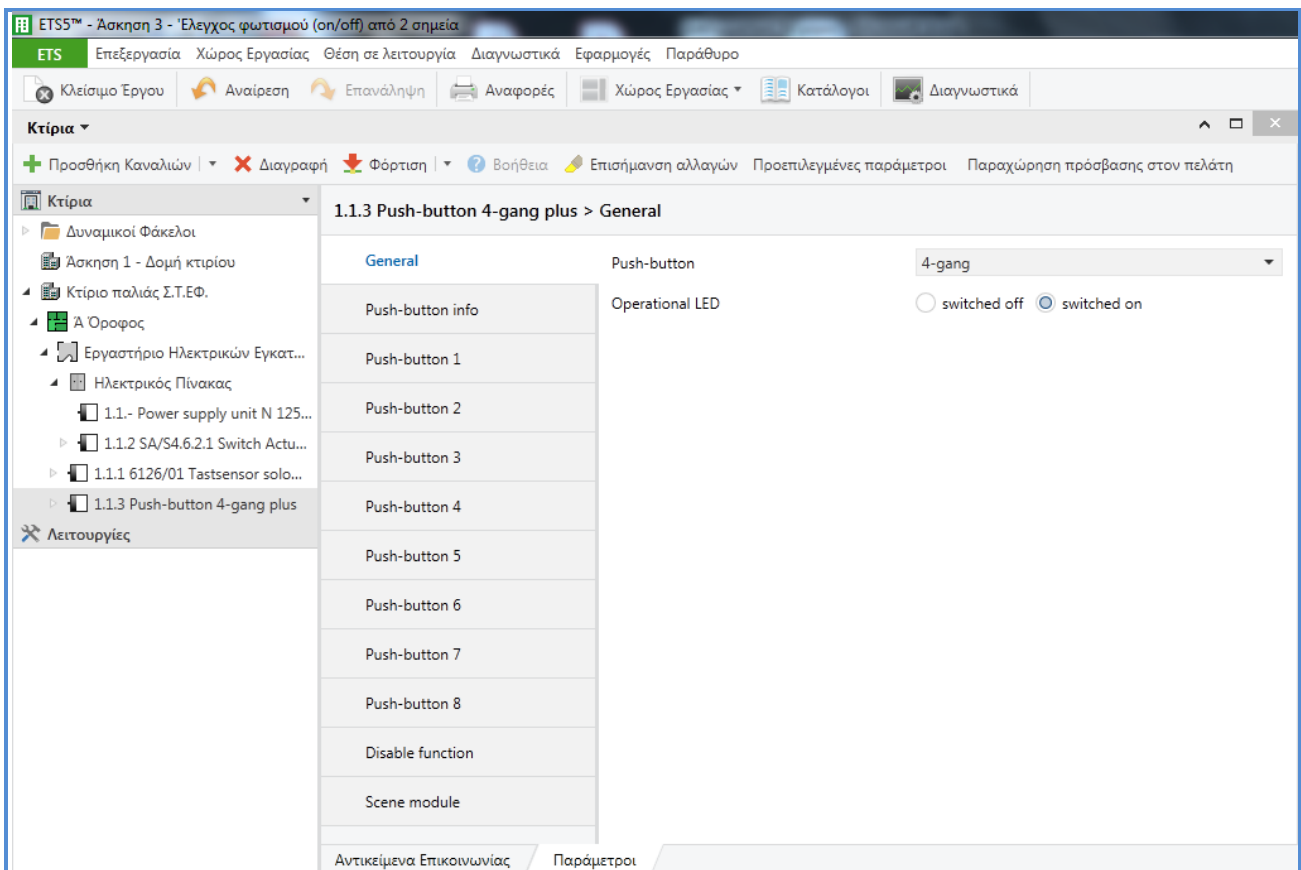 ETS5™ - Άσκηση 3 - 'Ελεγχος φωτισμού (on/off) από 2 σημεία
ETS Επεξεργασία Χώρος Εργασίας Θέση σε λειτουργία Διαγνωστικά Εφαρμογές Παράθυρο
Κλείσιμο Έργου Αναίρεση Επανάληψη Αναφορές Χώρος Εργασίας Κατάλογοι Διαγνωστικά
Κτίρια
Προσθήκη Καναλιών Διαγραφή Φόρτιση Βοήθεια Επισήμανση αλλαγών Προεπιλεγμένες παράμετροι Παραχώρηση πρόσβασης στον πελάτη
Κτίρια
Δυναμικοί Φάκελοι
Άσκηση 1 - Δομή κτιρίου
Κτίριο παλιάς Σ.Τ.ΕΦ.
Ά Όροφος
Εργαστήριο Ηλεκτρικών Εγκατ...
Ηλεκτρικός Πίνακας
1.1.- Power supply unit N 125...
1.1.2 SA/S4.6.2.1 Switch Actu...
1.1.1 6126/01 Tastsensor solo...
1.1.3 Push-button 4-gang plus
Λειτουργίες
1.1.3 Push-button 4-gang plus > General
General
Push-button info
Push-button 1
Push-button 2
Push-button 3
Push-button 4
Push-button 5
Push-button 6
Push-button 7
Push-button 8
Disable function
Scene module
Push-button 4-gang
Operational LED switched off switched on
Αντικείμενα Επικοινωνίας Παράμετροι